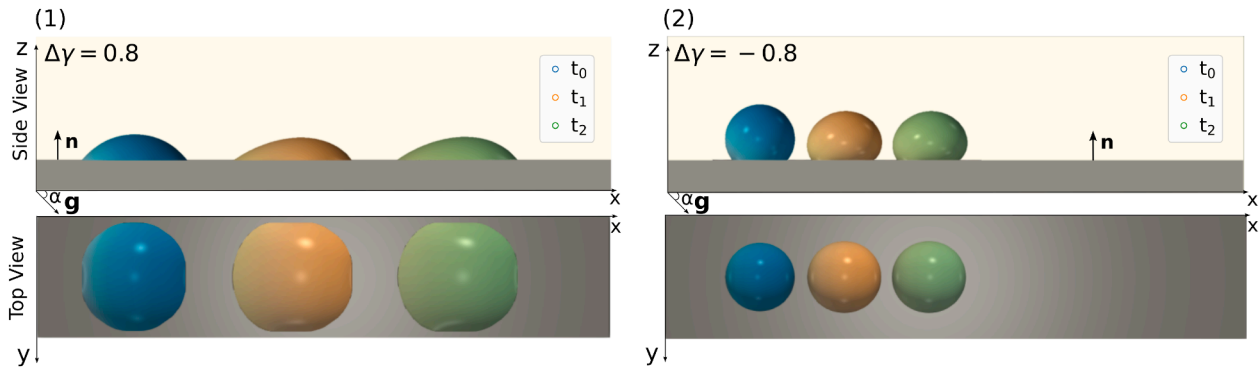 (1)
z
Δγ = 0.8
t0
t1
t2
n
Side View
x
α
g
x
Top View
y
(2)
z
Δγ = −0.8
t0
t1
t2
n
x
α
g
x
y